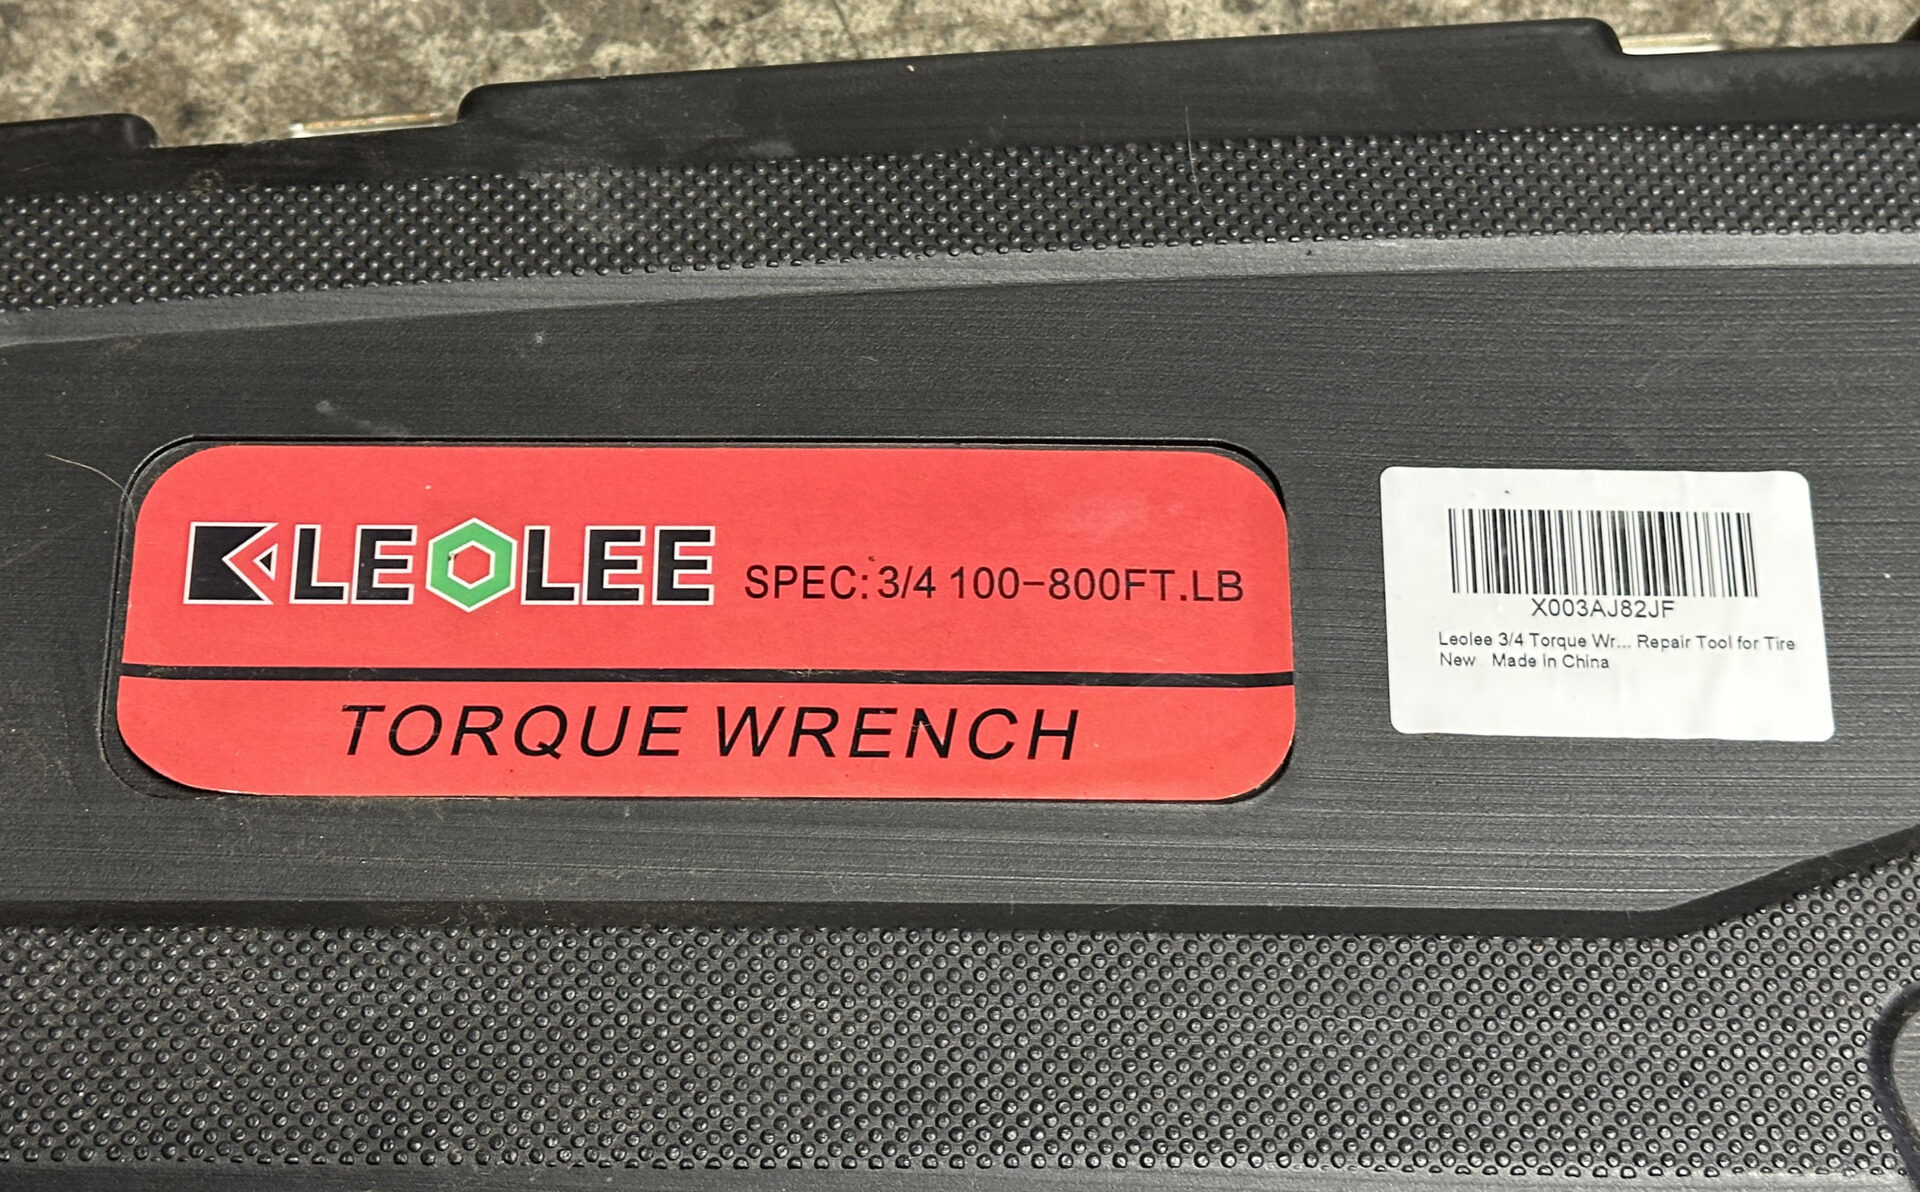 LEOLEE SPEC:3/4 100-800FT.LB
TORQUE WRENCH
X003AJ82JF
Leolee 3/4 Torque Wr... Repair Tool for Tire
New Made in China